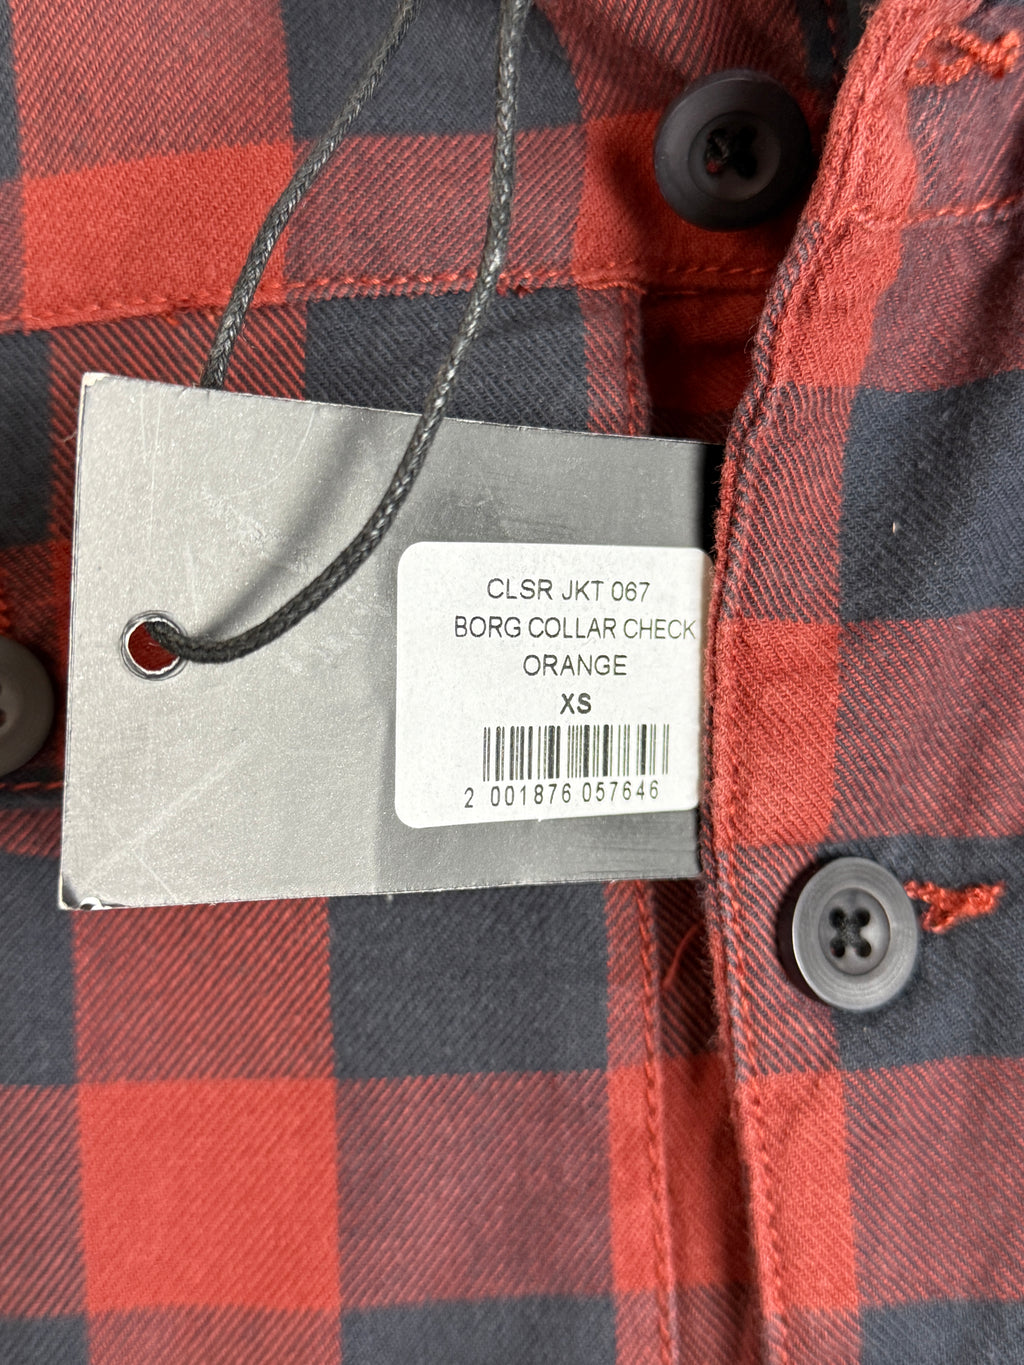 CLSR JKT 067
BORG COLLAR CHECK
ORANGE
XS
2 001876 057646